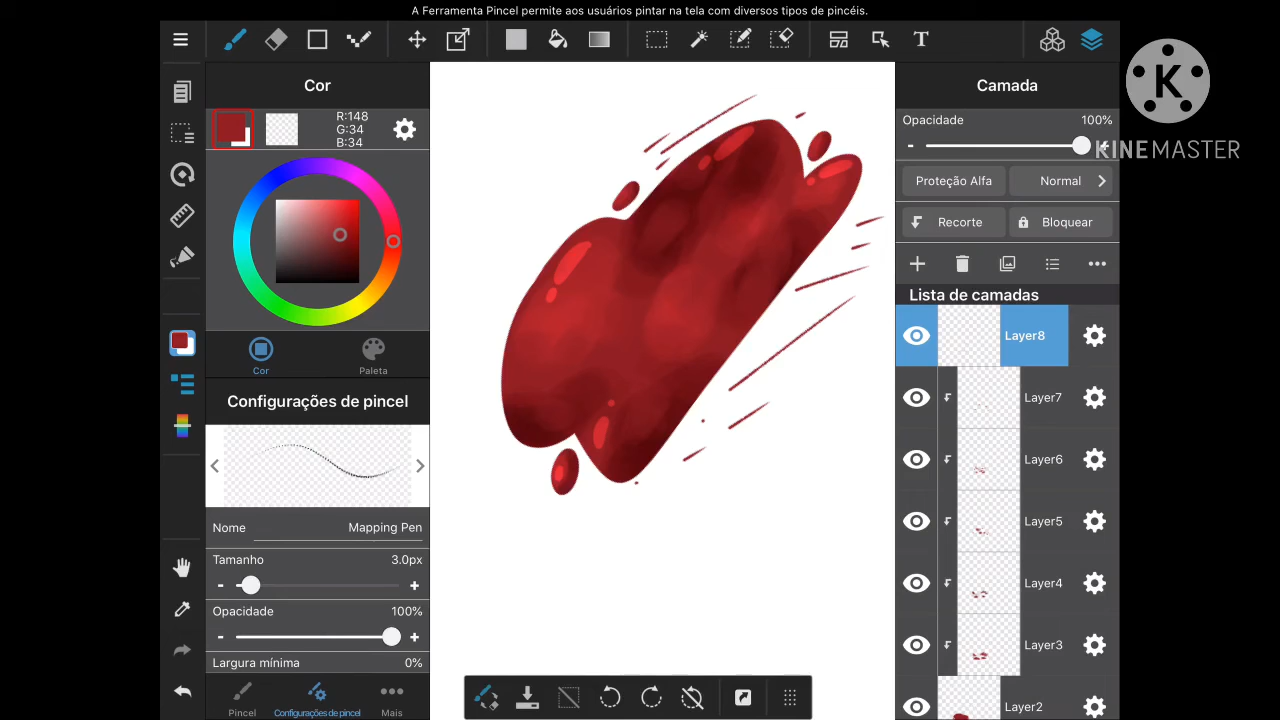 A Ferramenta Pincel permite aos usuários pintar na tela com diversos tipos de pincéis.
T
Cor
R:148
G:34
B:34
Cor
Paleta
Configurações de pincel
Nome Mapping Pen
Tamanho 3.0px
- +
Opacidade 100%
- +
Largura mínima 0%
Pincel
Configurações de pincel
Mais
Camada
Opacidade 100%
-
Proteção Alfa
Normal
Recorte
Bloquear
Lista de camadas
Layer8
Layer7
Layer6
Layer5
Layer4
Layer3
Layer2
K
KINEMASTER